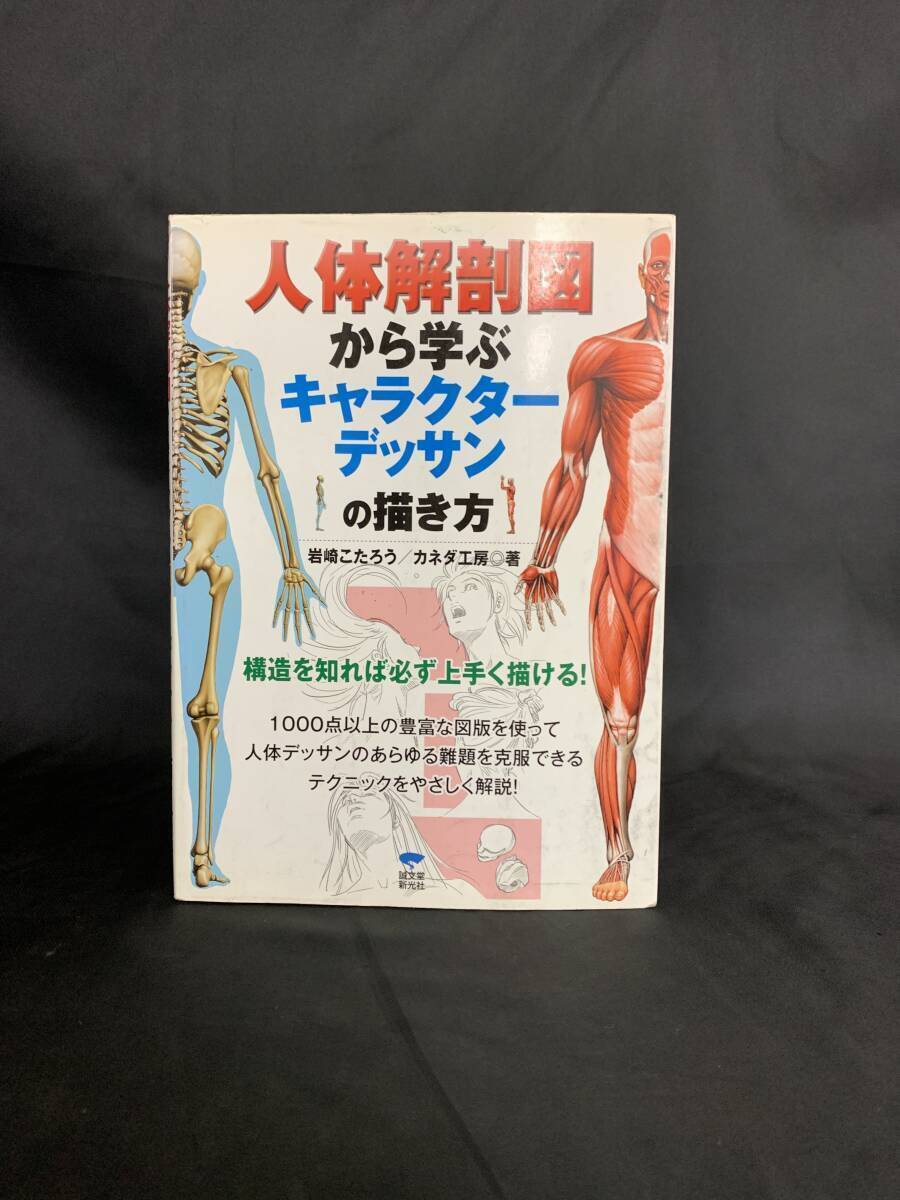 人体解剖図
から学ぶ
キャラクター
デッサン
の描き方
岩崎こたろう/カネダ工房◎著
構造を知れば必ず上手く描ける!
1000点以上の豊富な図版を使って
人体デッサンのあらゆる難題を克服できる
テクニックをやさしく解説!
誠文堂
新光社